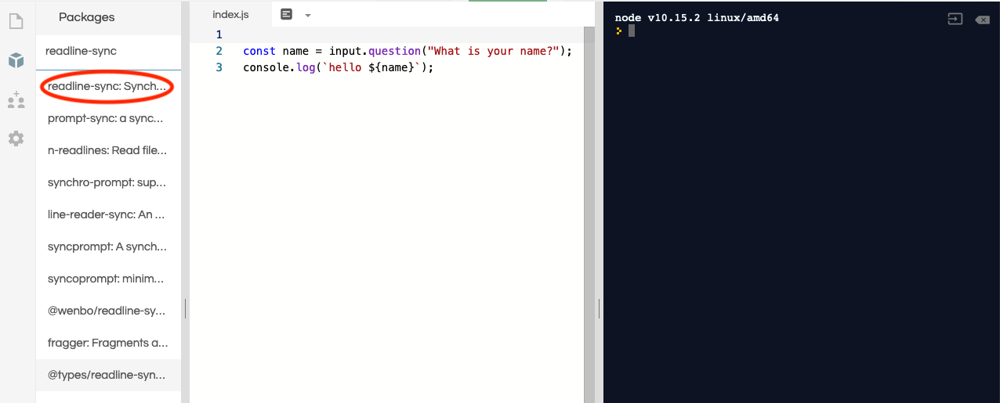 Packages
readline-sync
readline-sync: Synch...
prompt-sync: a sync...
n-readlines: Read file...
synchro-prompt: sup...
line-reader-sync: An ...
syncprompt: A synch...
syncoprompt: minim...
@wenbo/readline-sy...
fragger: Fragments a...
@types/readline-syn...
index.js
1
2 const name = input.question("What is your name?");
3 console.log(`hello ${name}`);
node v10.15.2 linux/amd64